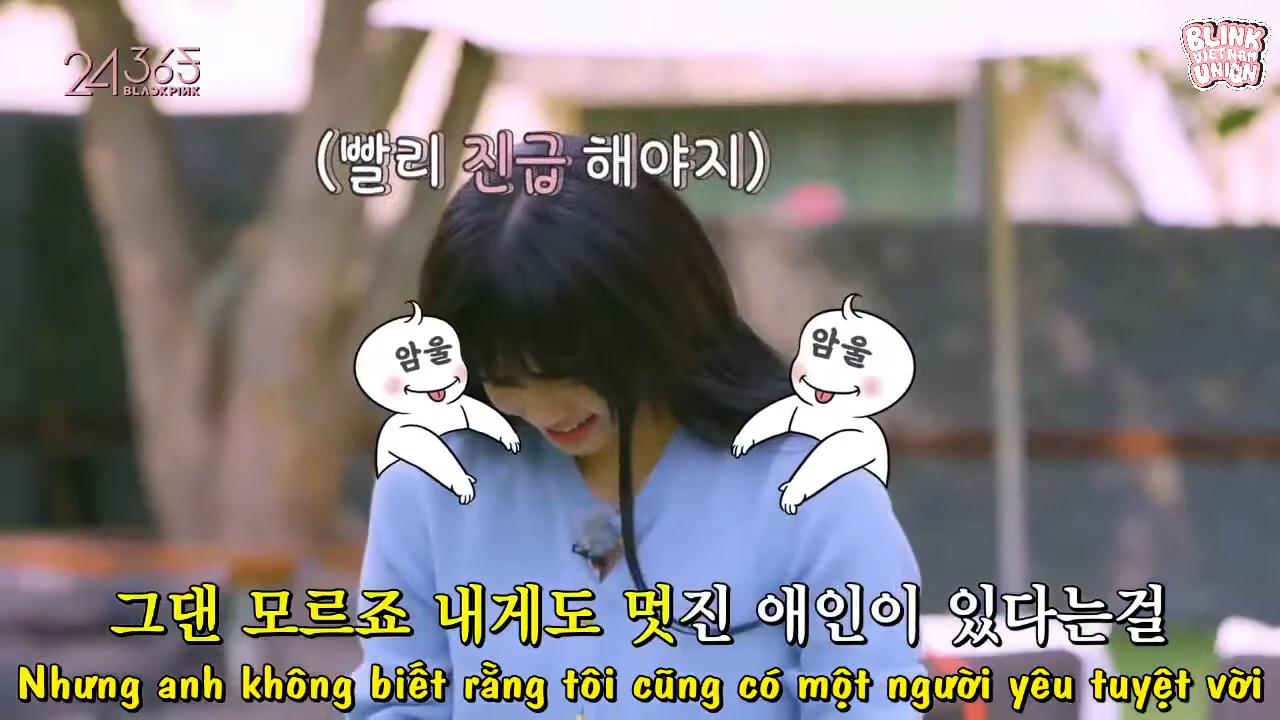 24 365
BLACKPINK
BLINK
VIETNAM
UNION
(빨리 진급 해야지)
암울
암울
그댄 모르죠 내게도 멋진 애인이 있다는걸
Nhưng anh không biết rằng tôi cũng có một người yêu tuyệt vời